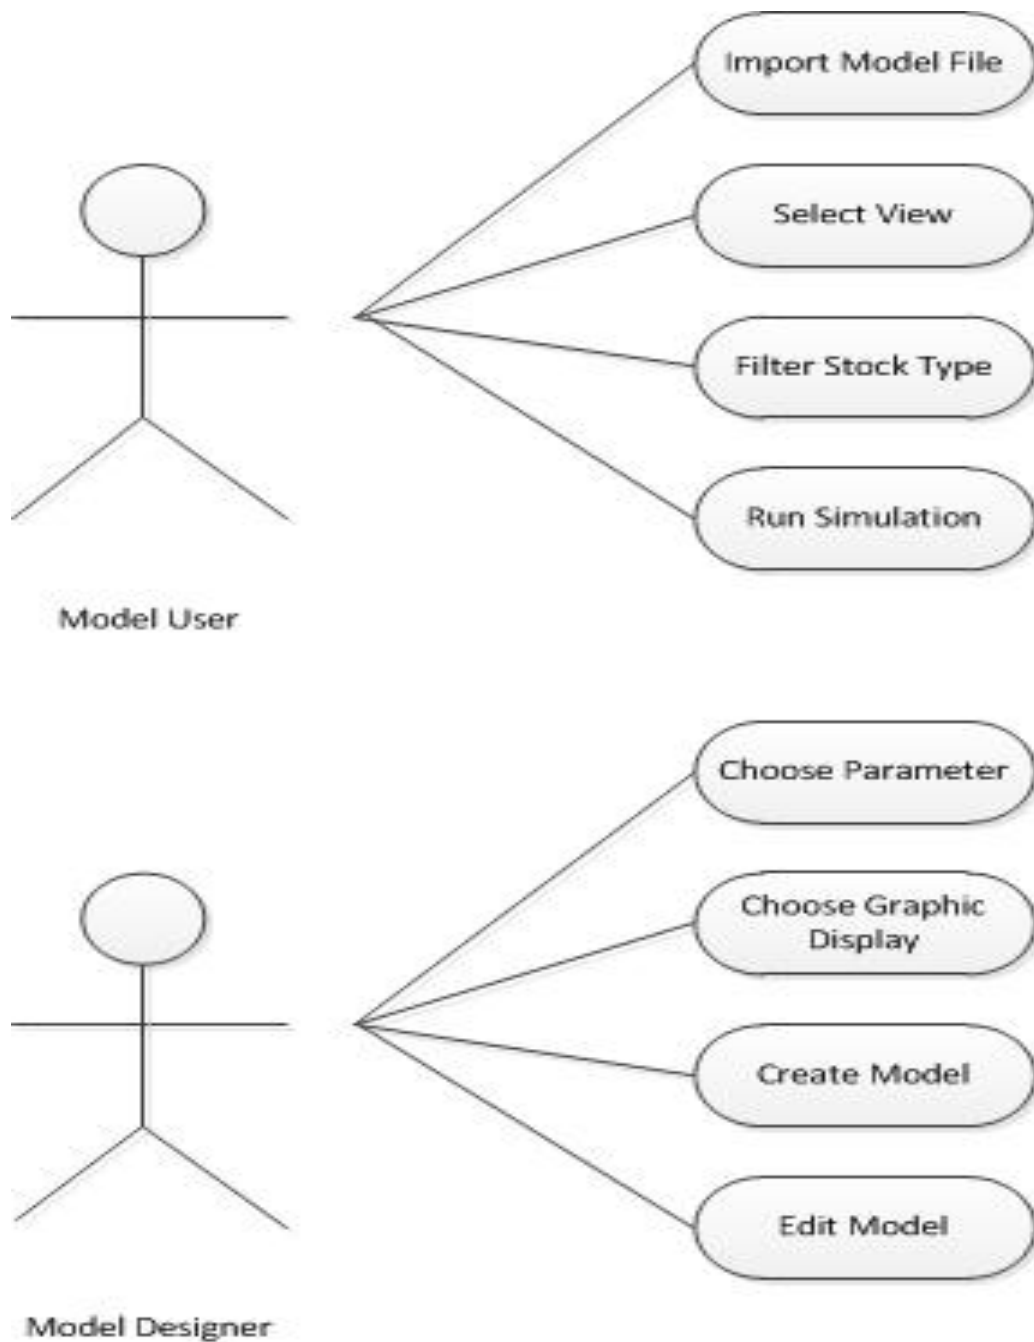 Import Model File
Select View
Filter Stock Type
Run Simulation
Model User
Choose Parameter
Choose Graphic
Display
Create Model
Edit Model
Model Designer